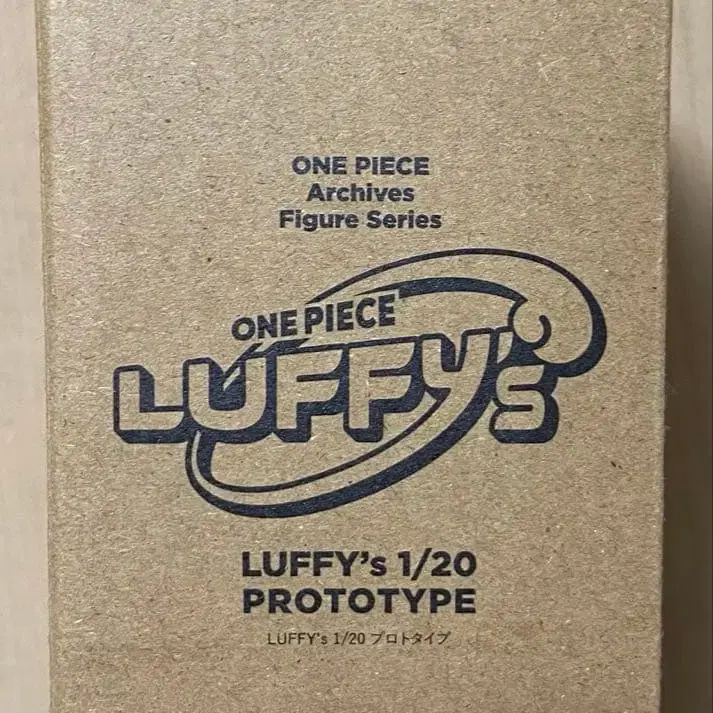 ONE PIECE
Archives
Figure Series
ONE PIECE
LUFFY's
LUFFY's 1/20
PROTOTYPE
LUFFY's 1/20 プロトタイプ